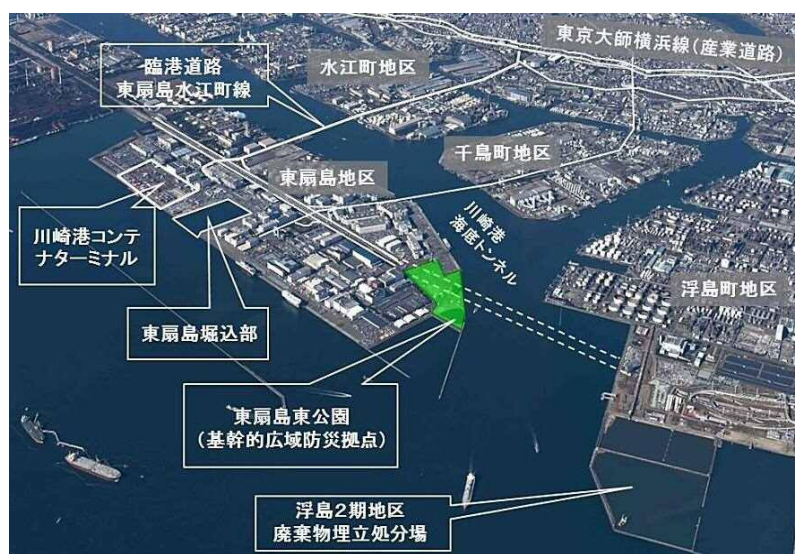 東京大師横浜線(産業道路)
臨港道路
東扇島水江町線
水江町地区
千鳥町地区
東扇島地区
川崎港
海底トンネル
川崎港コンテ
ナターミナル
浮島町地区
東扇島堀込部
東扇島東公園
(基幹的広域防災拠点)
浮島2期地区
廃棄物埋立処分場